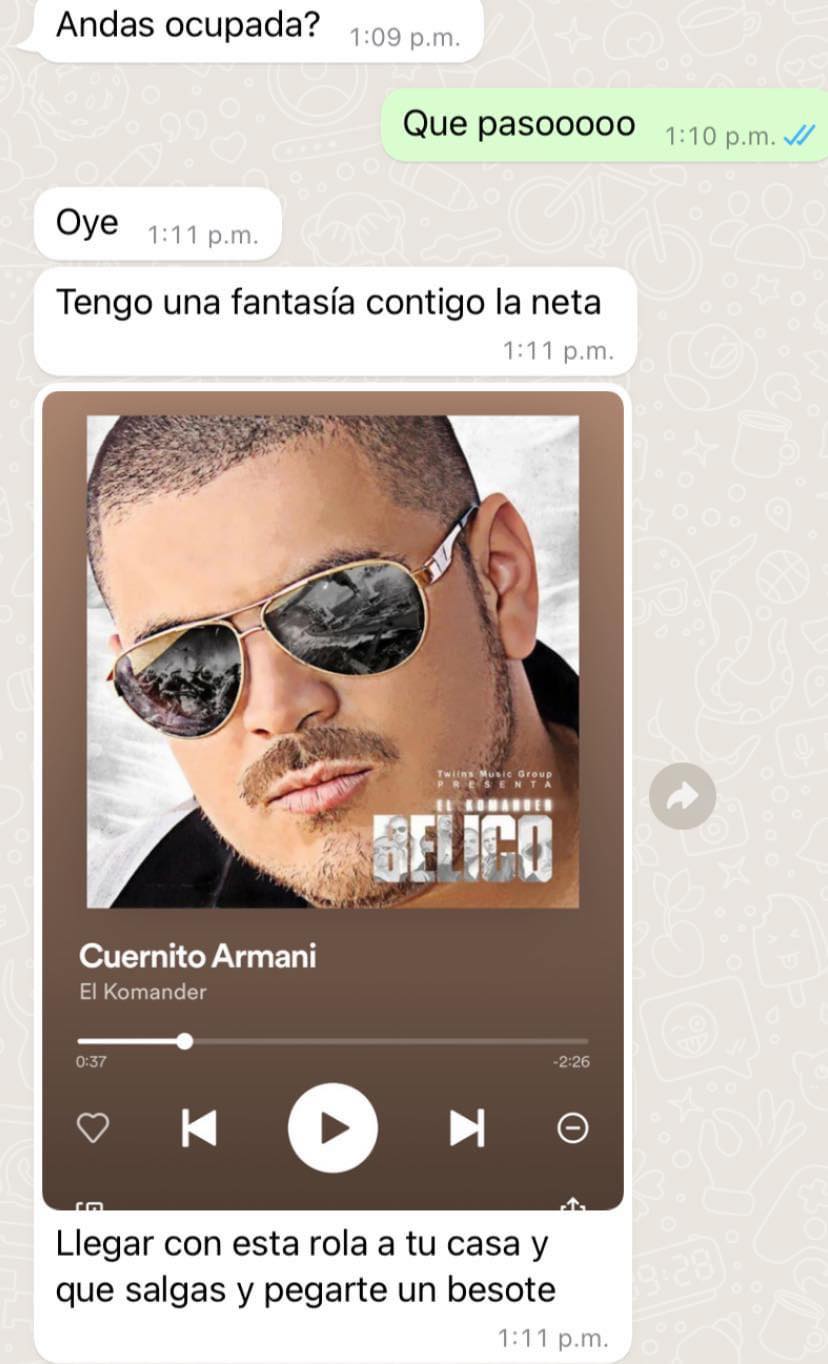 Andas ocupada? 1:09 p.m.
Que pasooooo 1:10 p.m.
Oye 1:11 p.m.
Tengo una fantasía contigo la neta
1:11 p.m.
Twiins Music Group
PRESENTA
EL KOMANDER
BELICO
Cuernito Armani
El Komander
0:37 -2:26
Llegar con esta rola a tu casa y
que salgas y pegarte un besote
1:11 p.m.